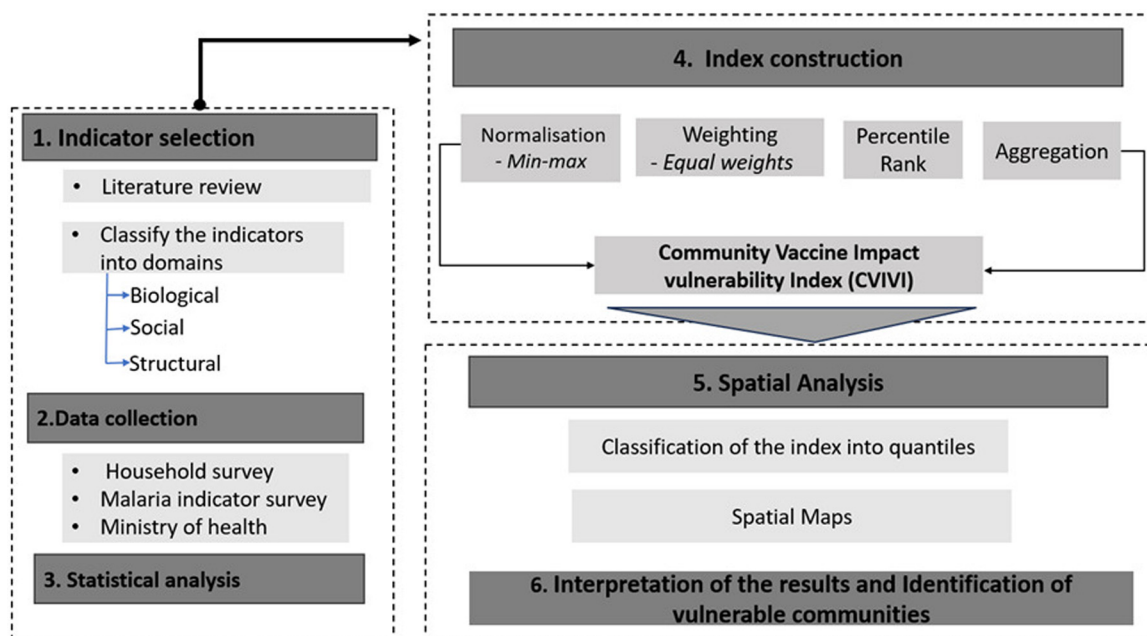 1. Indicator selection
• Literature review
• Classify the indicators
into domains
Biological
Social
Structural
2.Data collection
• Household survey
• Malaria indicator survey
• Ministry of health
3. Statistical analysis
4. Index construction
Normalisation
- Min-max
Weighting
- Equal weights
Percentile
Rank
Aggregation
Community Vaccine Impact
vulnerability Index (CVIVI)
5. Spatial Analysis
Classification of the index into quantiles
Spatial Maps
6. Interpretation of the results and Identification of
vulnerable communities